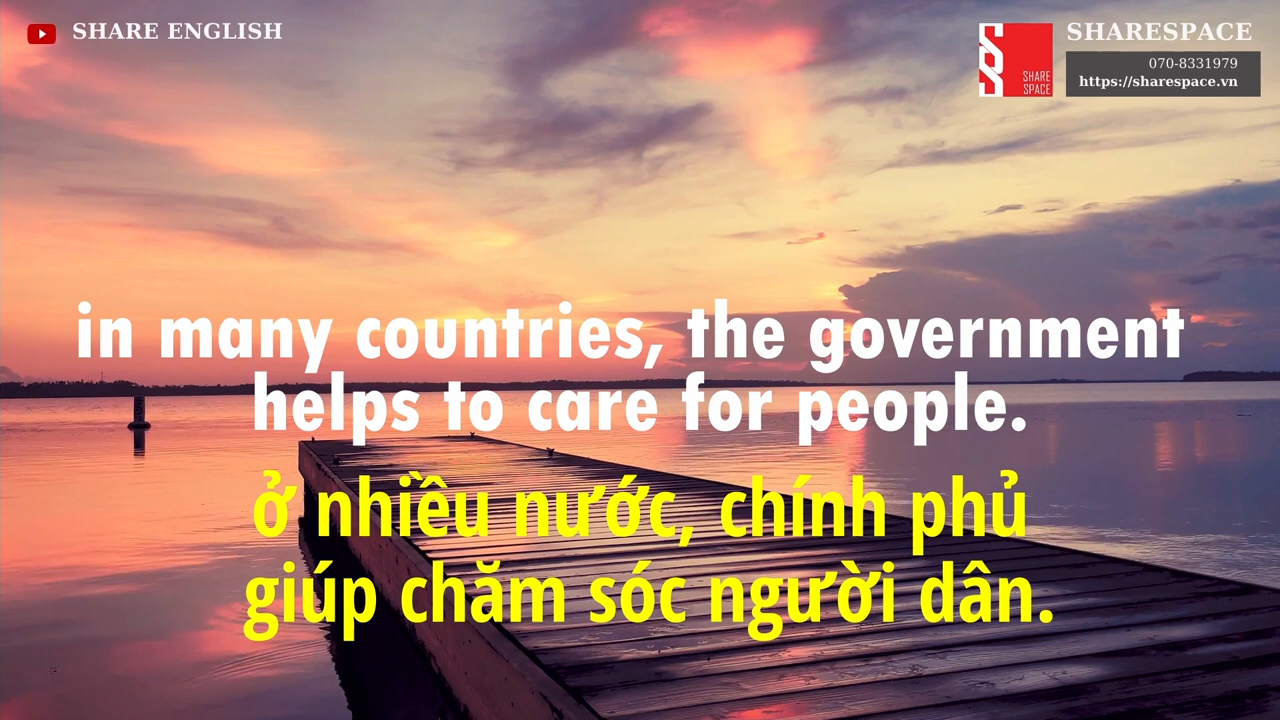 SHARE ENGLISH
SHARESPACE
070-8331979
https://sharespace.vn
SHARE
SPACE
in many countries, the government
helps to care for people.
ở nhiều nước, chính phủ
giúp chăm sóc người dân.